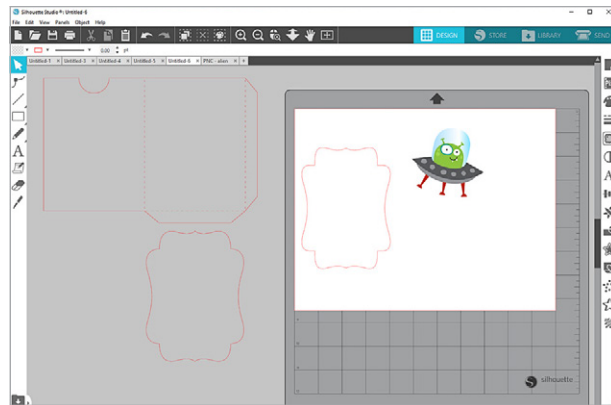 Silhouette Studio®: Untitled-6
File Edit View Panels Object Help
DESIGN STORE LIBRARY SEND
0.00 pt
Untitled-1 × Untitled-3 × Untitled-4 × Untitled-5 × Untitled-6 × PNC - alien × +
silhouette